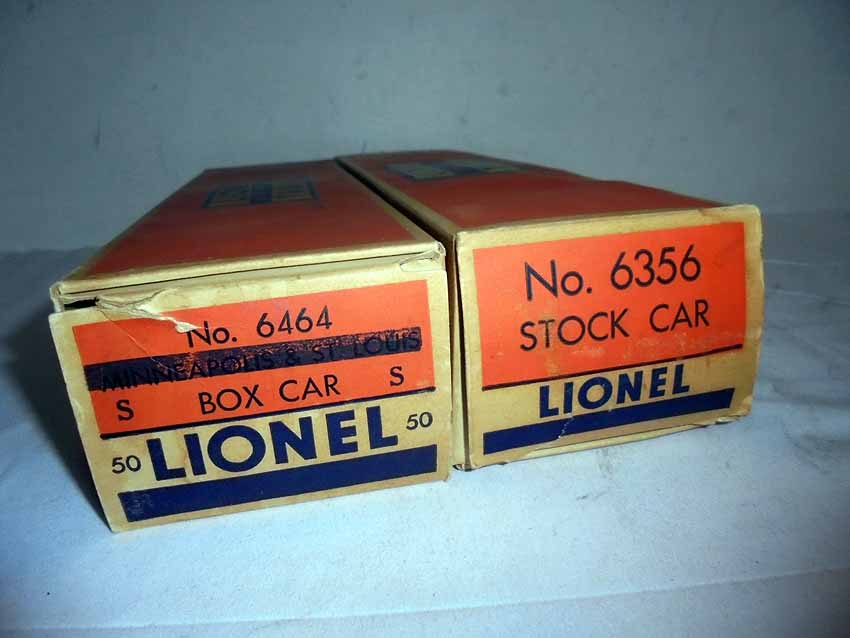 No. 6464
MINNEAPOLIS & ST. LOUIS
S BOX CAR S
50 LIONEL 50
No. 6356
STOCK CAR
LIONEL